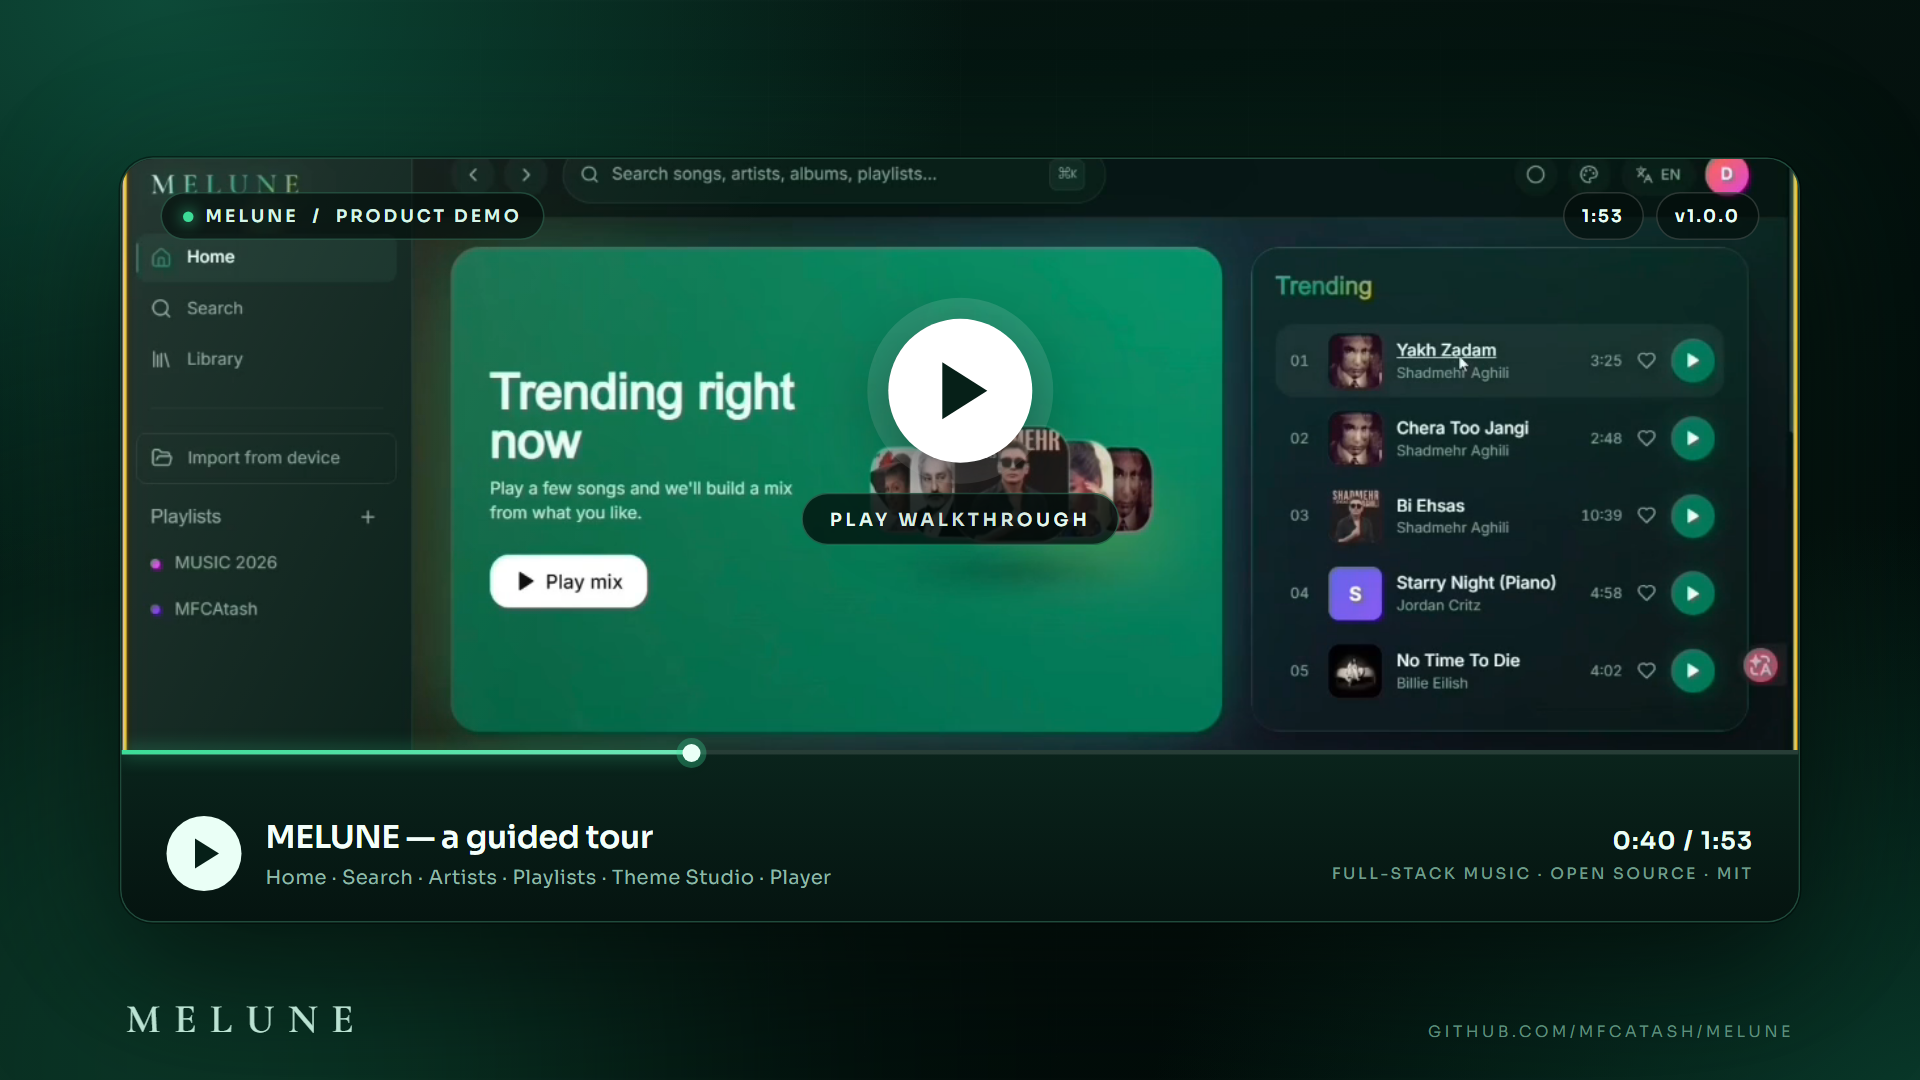 MELUNE
Search songs, artists, albums, playlists...
⌘K
EN
D
MELUNE / PRODUCT DEMO
1:53
v1.0.0
Home
Search
Library
Import from device
Playlists
MUSIC 2026
MFCAtash
Trending right
now
Play a few songs and we'll build a mix
from what you like.
Play mix
EHR
PLAY WALKTHROUGH
Trending
01
Yakh Zadam
Shadmehr Aghili
3:25
02
Chera Too Jangi
Shadmehr Aghili
2:48
03
SHADMEHR
Bi Ehsas
Shadmehr Aghili
10:39
04
S
Starry Night (Piano)
Jordan Critz
4:58
05
No Time To Die
Billie Eilish
4:02
MELUNE — a guided tour
Home · Search · Artists · Playlists · Theme Studio · Player
0:40 / 1:53
FULL-STACK MUSIC · OPEN SOURCE · MIT
MELUNE
GITHUB.COM/MFCATASH/MELUNE